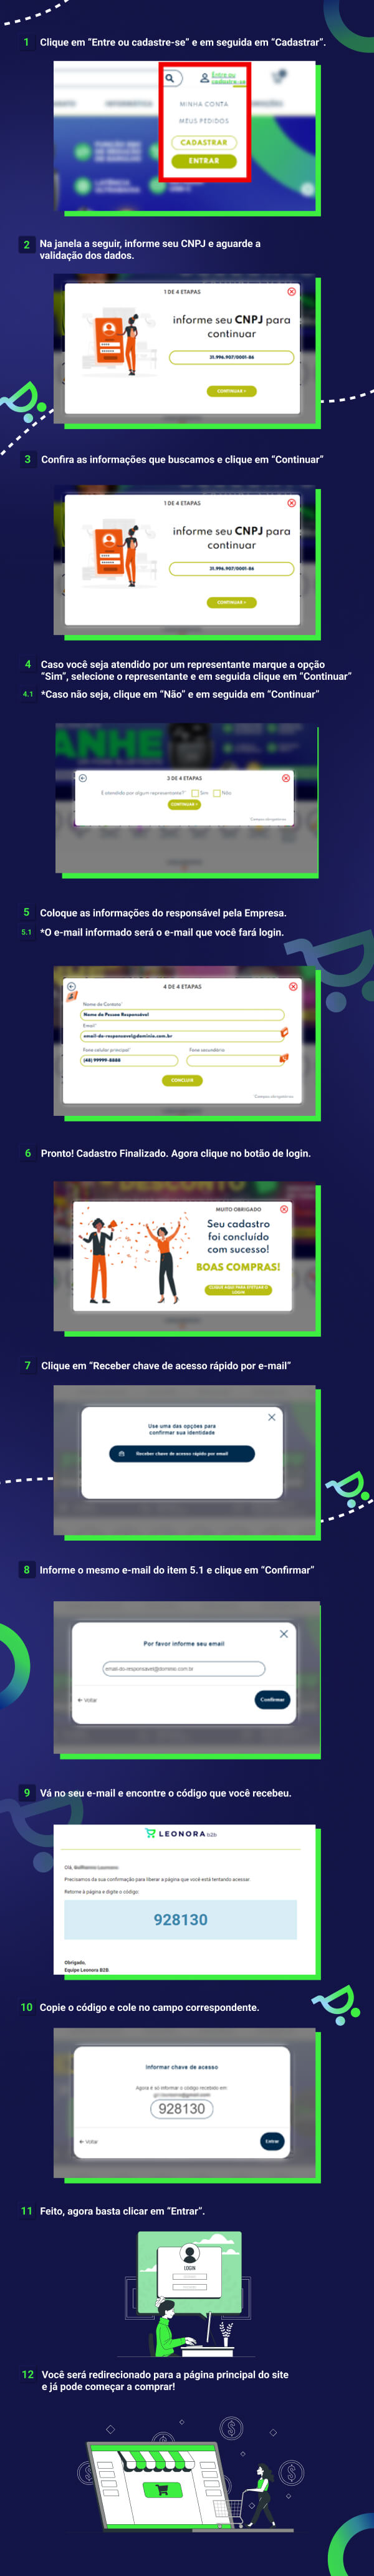 1 Clique em “Entre ou cadastre-se” e em seguida em “Cadastrar”.
Entre ou
cadastre-se
MINHA CONTA
MEUS PEDIDOS
CADASTRAR
ENTRAR
2 Na janela a seguir, informe seu CNPJ e aguarde a
validação dos dados.
1 DE 4 ETAPAS
informe seu CNPJ para
continuar
31.996.907/0001-86
CONTINUAR >
3 Confira as informações que buscamos e clique em “Continuar”
1 DE 4 ETAPAS
informe seu CNPJ para
continuar
31.996.907/0001-86
CONTINUAR >
4 Caso você seja atendido por um representante marque a opção
“Sim”, selecione o representante e em seguida clique em “Continuar”
4.1 *Caso não seja, clique em “Não” e em seguida em “Continuar”
ANHE
3 DE 4 ETAPAS
É atendido por algum representante?* Sim Não
CONTINUAR >
Campos obrigatórios
5 Coloque as informações do responsável pela Empresa.
5.1 *O e-mail informado será o e-mail que você fará login.
4 DE 4 ETAPAS
Nome do Contato*
Nome da Pessoa Responsável
Email*
email-do-responsavel@dominio.com.br
Fone celular principal* Fone secundário
(48) 99999-8888
CONCLUIR
Campos obrigatórios
6 Pronto! Cadastro Finalizado. Agora clique no botão de login.
MUITO OBRIGADO
Seu cadastro
foi concluído
com sucesso!
BOAS COMPRAS!
CLIQUE AQUI PARA EFETUAR O
LOGIN
7 Clique em “Receber chave de acesso rápido por e-mail”
Use uma das opções para
confirmar sua identidade
Receber chave de acesso rápido por email
8 Informe o mesmo e-mail do item 5.1 e clique em “Confirmar”
Por favor informe seu email
email-do-responsavel@dominio.com.br
Voltar Confirmar
9 Vá no seu e-mail e encontre o código que você recebeu.
LEONORA b2b
Olá,
Precisamos da sua confirmação para liberar a página que você está tentando acessar.
Retorne à página e digite o código:
928130
Obrigado,
Equipe Leonora B2B
10 Copie o código e cole no campo correspondente.
Informar chave de acesso
Agora é só informar o código recebido em
928130
Voltar Entrar
11 Feito, agora basta clicar em “Entrar”.
LOGIN
12 Você será redirecionado para a página principal do site
e já pode começar a comprar!